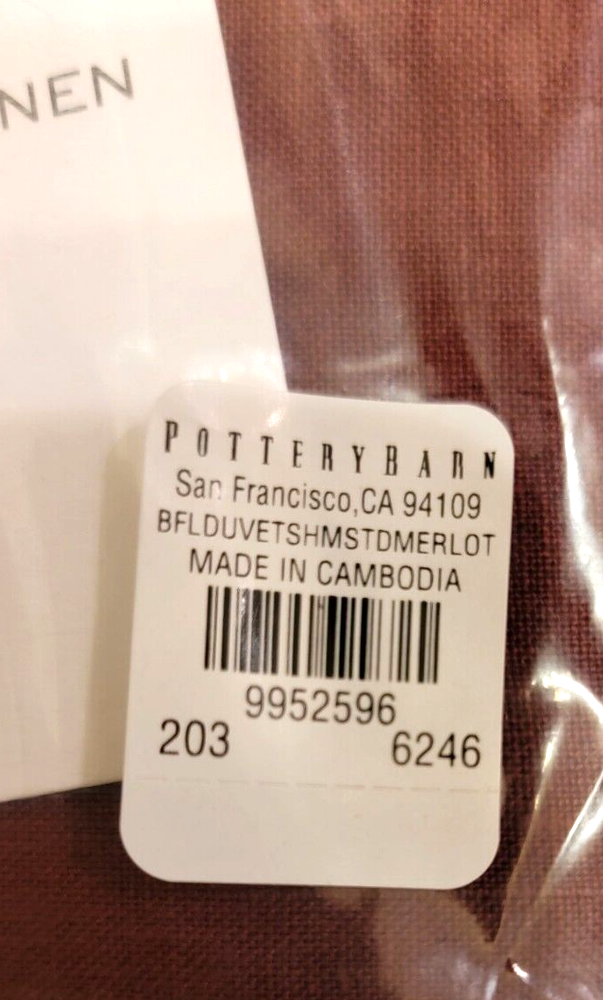 NEN
POTTERYBARN
San Francisco,CA 94109
BFLDUVETSHMSTDMERLOT
MADE IN CAMBODIA
9952596
203 6246